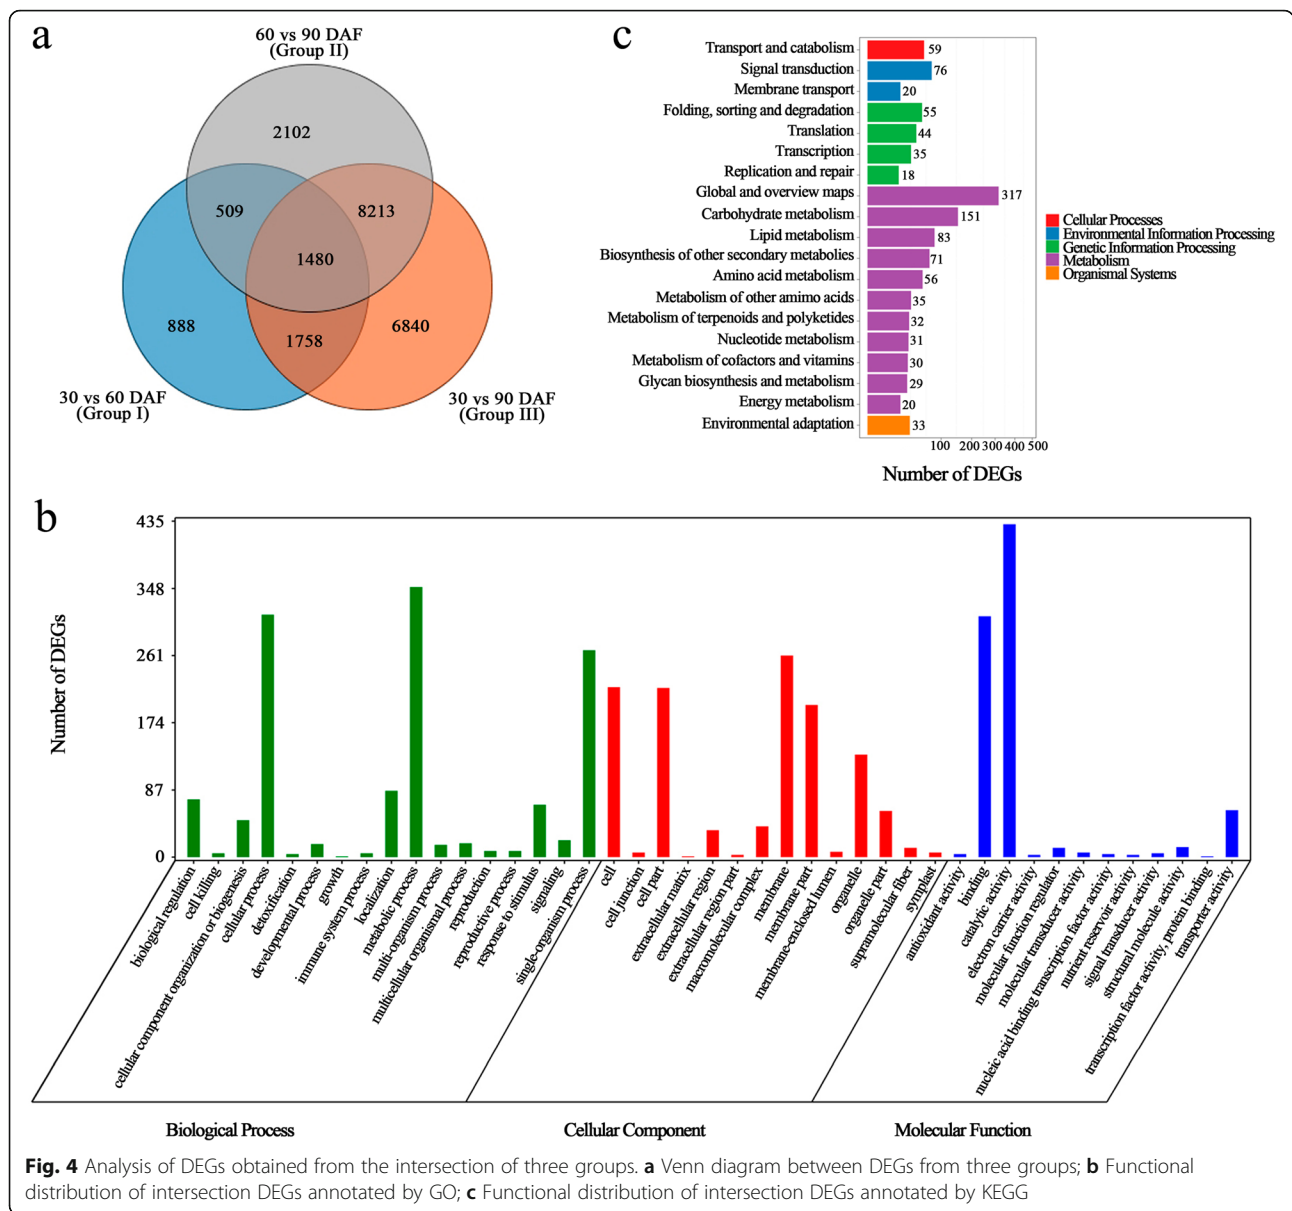 a
60 vs 90 DAF
(Group II)
2102
509
8213
1480
888
1758
6840
30 vs 60 DAF
(Group I)
30 vs 90 DAF
(Group III)
c
Transport and catabolism 59
Signal transduction 76
Membrane transport 20
Folding, sorting and degradation 55
Translation 44
Transcription 35
Replication and repair 18
Global and overview maps 317
Carbohydrate metabolism 151
Lipid metabolism 83
Biosynthesis of other secondary metabolies 71
Amino acid metabolism 56
Metabolism of other amino acids 35
Metabolism of terpenoids and polyketides 32
Nucleotide metabolism 31
Metabolism of cofactors and vitamins 30
Glycan biosynthesis and metabolism 29
Energy metabolism 20
Environmental adaptation 33
100 200 300 400 500
Number of DEGs
Cellular Processes
Environmental Information Processing
Genetic Information Processing
Metabolism
Organismal Systems
b
Number of DEGs
435
348
261
174
87
0
biological regulation
cell killing
cellular component organization or biogenesis
cellular process
detoxification
developmental process
growth
immune system process
localization
metabolic process
multi-organism process
multicellular organismal process
reproduction
reproductive process
response to stimulus
signaling
single-organism process
cell
cell junction
cell part
extracellular matrix
extracellular region
extracellular region part
macromolecular complex
membrane
membrane part
membrane-enclosed lumen
organelle
organelle part
supramolecular fiber
symplast
antioxidant activity
binding
catalytic activity
electron carrier activity
molecular function regulator
molecular transducer activity
nucleic acid binding transcription factor activity
nutrient reservoir activity
signal transducer activity
structural molecule activity
transcription factor activity, protein binding
transporter activity
Biological Process
Cellular Component
Molecular Function
Fig. 4 Analysis of DEGs obtained from the intersection of three groups. a Venn diagram between DEGs from three groups; b Functional
distribution of intersection DEGs annotated by GO; c Functional distribution of intersection DEGs annotated by KEGG